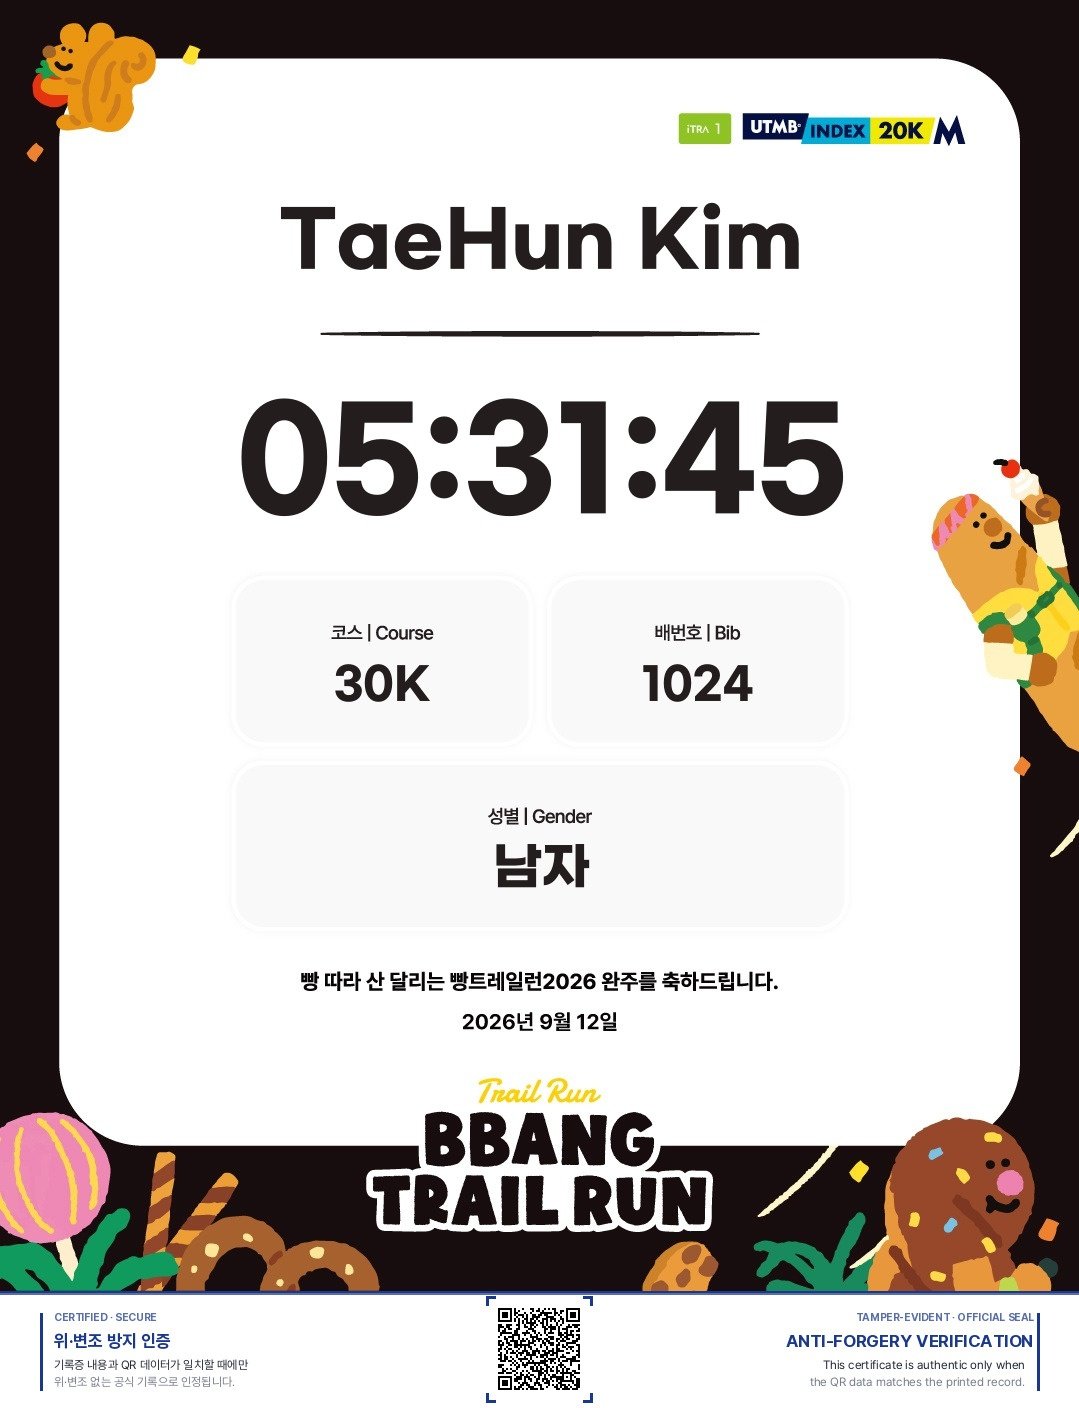 iTRA 1 UTMB® INDEX 20K M
TaeHun Kim
05:31:45
코스 | Course
30K
배번호 | Bib
1024
성별 | Gender
남자
빵 따라 산 달리는 빵트레일런2026 완주를 축하드립니다.
2026년 9월 12일
Trail Run
BBANG
TRAIL RUN
CERTIFIED · SECURE
위·변조 방지 인증
기록증 내용과 QR 데이터가 일치할 때에만
위·변조 없는 공식 기록으로 인정됩니다.
TAMPER-EVIDENT · OFFICIAL SEAL
ANTI-FORGERY VERIFICATION
This certificate is authentic only when
the QR data matches the printed record.